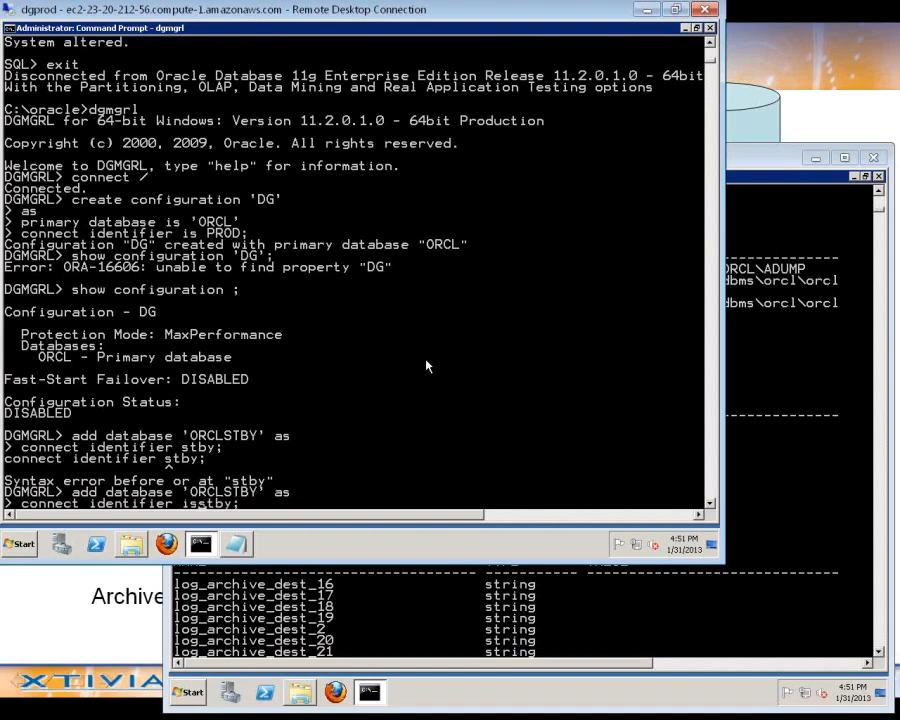 dgprod - ec2-23-20-212-56.compute-1.amazonaws.com - Remote Desktop Connection
Administrator: Command Prompt - dgmgrl
System altered.
SQL> exit
Disconnected from Oracle Database 11g Enterprise Edition Release 11.2.0.1.0 - 64bit
With the Partitioning, OLAP, Data Mining and Real Application Testing options
C:\oracle>dgmgrl
DGMGRL for 64-bit Windows: Version 11.2.0.1.0 - 64bit Production
Copyright (c) 2000, 2009, Oracle. All rights reserved.
Welcome to DGMGRL, type "help" for information.
DGMGRL> connect /
Connected.
DGMGRL> create configuration 'DG'
> as
> primary database is 'ORCL'
> connect identifier is PROD;
Configuration "DG" created with primary database "ORCL"
DGMGRL> show configuration 'DG';
Error: ORA-16606: unable to find property "DG"
DGMGRL> show configuration ;
Configuration - DG
Protection Mode: MaxPerformance
Databases:
ORCL - Primary database
Fast-Start Failover: DISABLED
Configuration Status:
DISABLED
DGMGRL> add database 'ORCLSTBY' as
> connect identifier stby;
connect identifier stby;
^
Syntax error before or at "stby"
DGMGRL> add database 'ORCLSTBY' as
> connect identifier isstby;
Start
4:51 PM
1/31/2013
ORCL\ADUMP
dbms\orcl\orcl
dbms\orcl\orcl
Archive
log_archive_dest_16 string
log_archive_dest_17 string
log_archive_dest_18 string
log_archive_dest_19 string
log_archive_dest_2 string
log_archive_dest_20 string
log_archive_dest_21 string
XTIVIA
Start
4:51 PM
1/31/2013